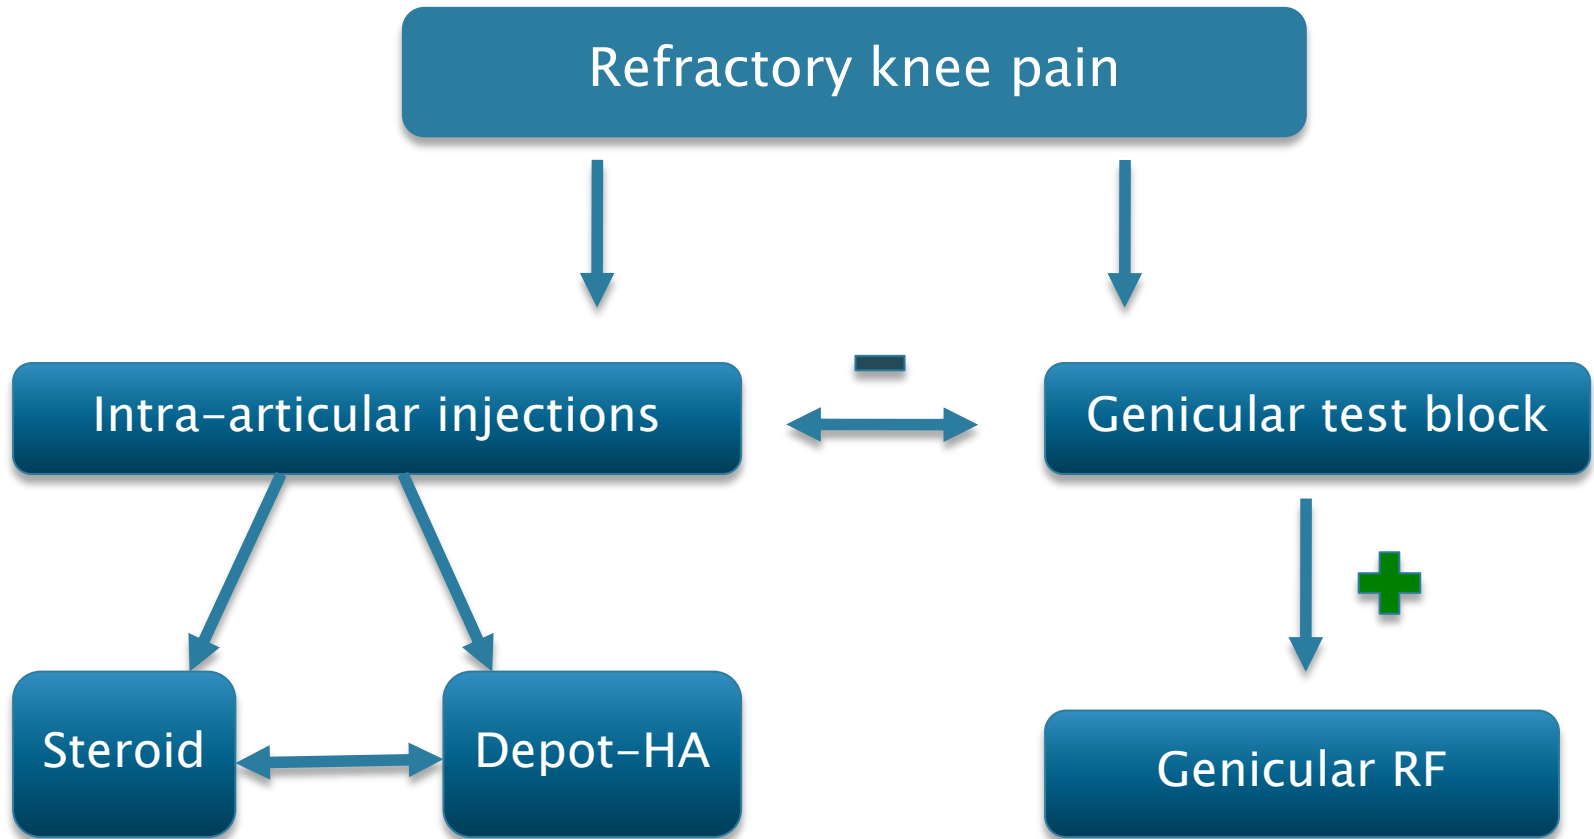 Refractory knee pain
Intra-articular injections
Genicular test block
Steroid
Depot-HA
Genicular RF